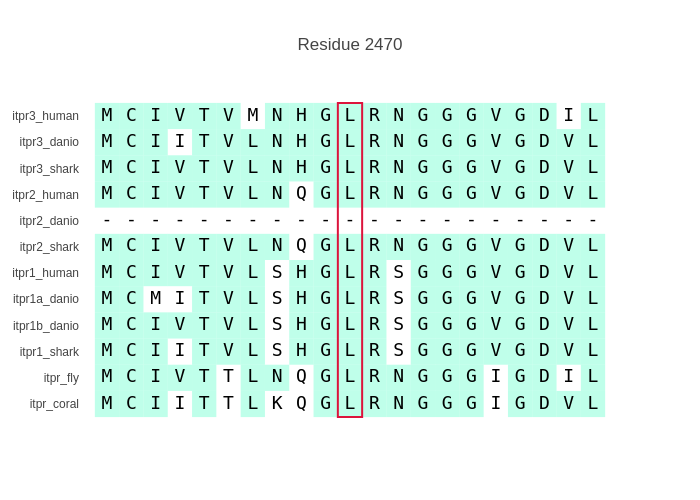 Residue 2470
itpr3_human M C I V T V M N H G L R N G G G V G D I L
itpr3_danio M C I I T V L N H G L R N G G G V G D V L
itpr3_shark M C I V T V L N H G L R N G G G V G D V L
itpr2_human M C I V T V L N Q G L R N G G G V G D V L
itpr2_danio - - - - - - - - - - - - - - - - - - - - -
itpr2_shark M C I V T V L N Q G L R N G G G V G D V L
itpr1_human M C I V T V L S H G L R S G G G V G D V L
itpr1a_danio M C M I T V L S H G L R S G G G V G D V L
itpr1b_danio M C I V T V L S H G L R S G G G V G D V L
itpr1_shark M C I I T V L S H G L R S G G G V G D V L
itpr_fly M C I V T T L N Q G L R N G G G I G D I L
itpr_coral M C I I T T L K Q G L R N G G G I G D V L